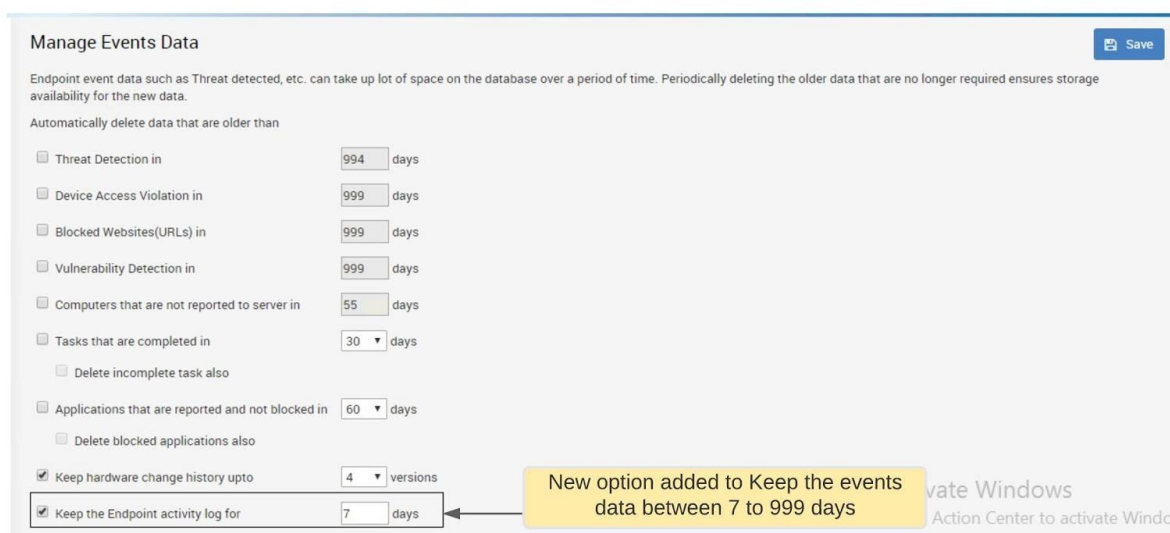 Manage Events Data
Save
Endpoint event data such as Threat detected, etc. can take up lot of space on the database over a period of time. Periodically deleting the older data that are no longer required ensures storage
availability for the new data.
Automatically delete data that are older than
Threat Detection in 994 days
Device Access Violation in 999 days
Blocked Websites(URLs) in 999 days
Vulnerability Detection in 999 days
Computers that are not reported to server in 55 days
Tasks that are completed in 30 days
Delete incomplete task also
Applications that are reported and not blocked in 60 days
Delete blocked applications also
Keep hardware change history upto 4 versions
Keep the Endpoint activity log for 7 days
New option added to Keep the events
data between 7 to 999 days
vate Windows
Action Center to activate Windo